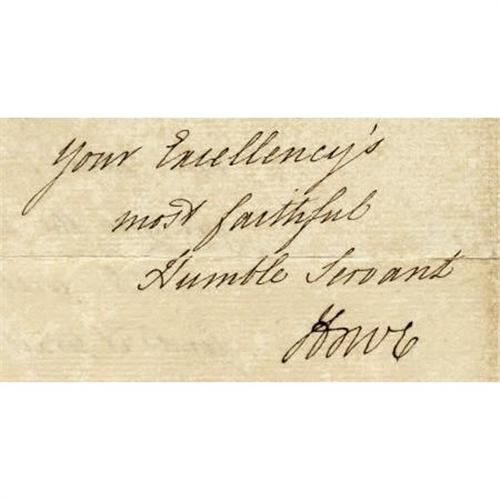 Your Excellency's
most faithful
Humble Servant
Howe